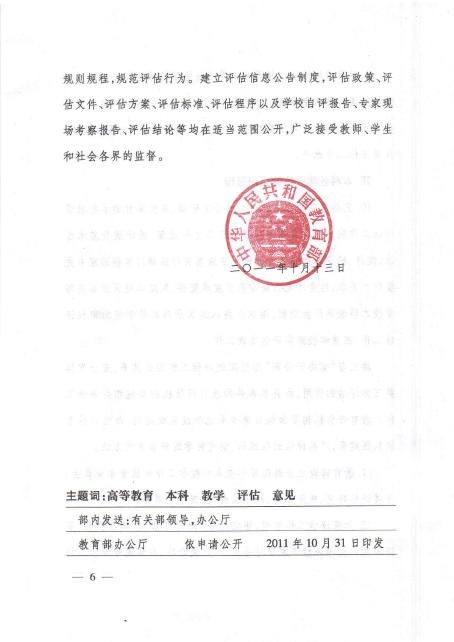 规则规程,规范评估行为。建立评估信息公告制度,评估政策、评
估文件、评估方案、评估标准、评估程序以及学校自评报告、专家现
场考察报告、评估结论等均在适当范围公开,广泛接受教师、学生
和社会各界的监督。
中华人民共和国教育部
二〇一一年十月十三日
主题词:高等教育 本科 教学 评估 意见
部内发送:有关部领导,办公厅
教育部办公厅 依申请公开 2011年10月31日印发
— 6 —